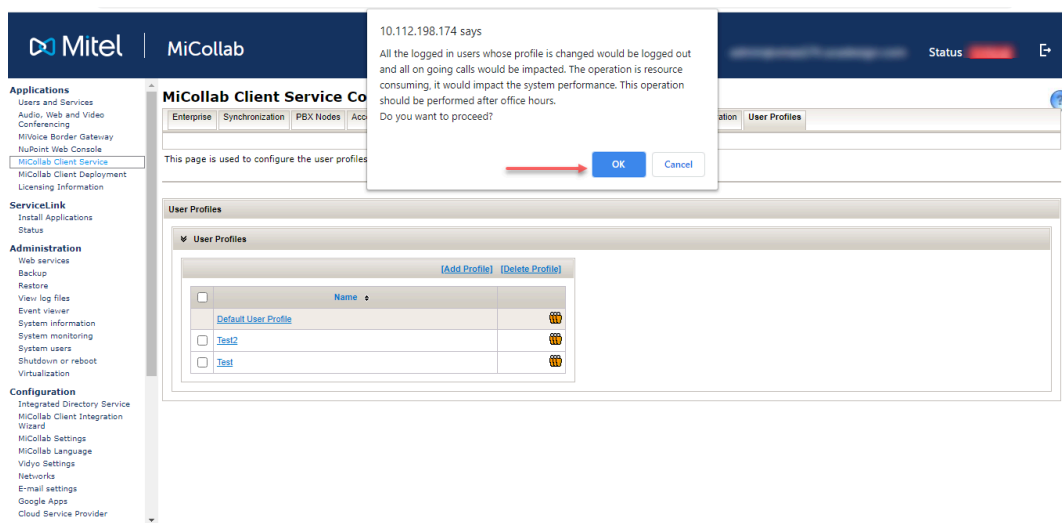 Mitel
MiCollab
10.112.198.174 says
All the logged in users whose profile is changed would be logged out
and all on going calls would be impacted. The operation is resource
consuming, it would impact the system performance. This operation
should be performed after office hours.
Do you want to proceed?
OK
Cancel
Status:
Applications
Users and Services
Audio, Web and Video
Conferencing
MiVoice Border Gateway
NuPoint Web Console
MiCollab Client Service
MiCollab Client Deployment
Licensing Information
ServiceLink
Install Applications
Status
Administration
Web services
Backup
Restore
View log files
Event viewer
System information
System monitoring
System users
Shutdown or reboot
Virtualization
Configuration
Integrated Directory Service
MiCollab Client Integration
Wizard
MiCollab Settings
MiCollab Language
Vidyo Settings
Networks
E-mail settings
Google Apps
Cloud Service Provider
MiCollab Client Service Co
Enterprise Synchronization PBX Nodes Acc ation User Profiles
This page is used to configure the user profiles
User Profiles
User Profiles
[Add Profile] [Delete Profile]
Name
Default User Profile
Test2
Test